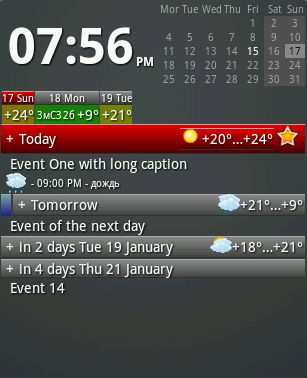 07:56 PM
Mor Tue Wed Thu Fri Sat Sun
1 2 3
4 5 6 7 8 9 10
11 12 13 14 15 16 17
18 19 20 21 22 23 24
25 26 27 28 29 30 31
17 Sun 18 Mon 19 Tue
+24° 3мС326 +9° +21°
+ Today +20°...+24°
Event One with long caption
- 09:00 PM - дождь
+ Tomorrow +21°...+9°
Event of the next day
+ in 2 days Tue 19 January +18°...+21°
+ In 4 days Thu 21 January
Event 14